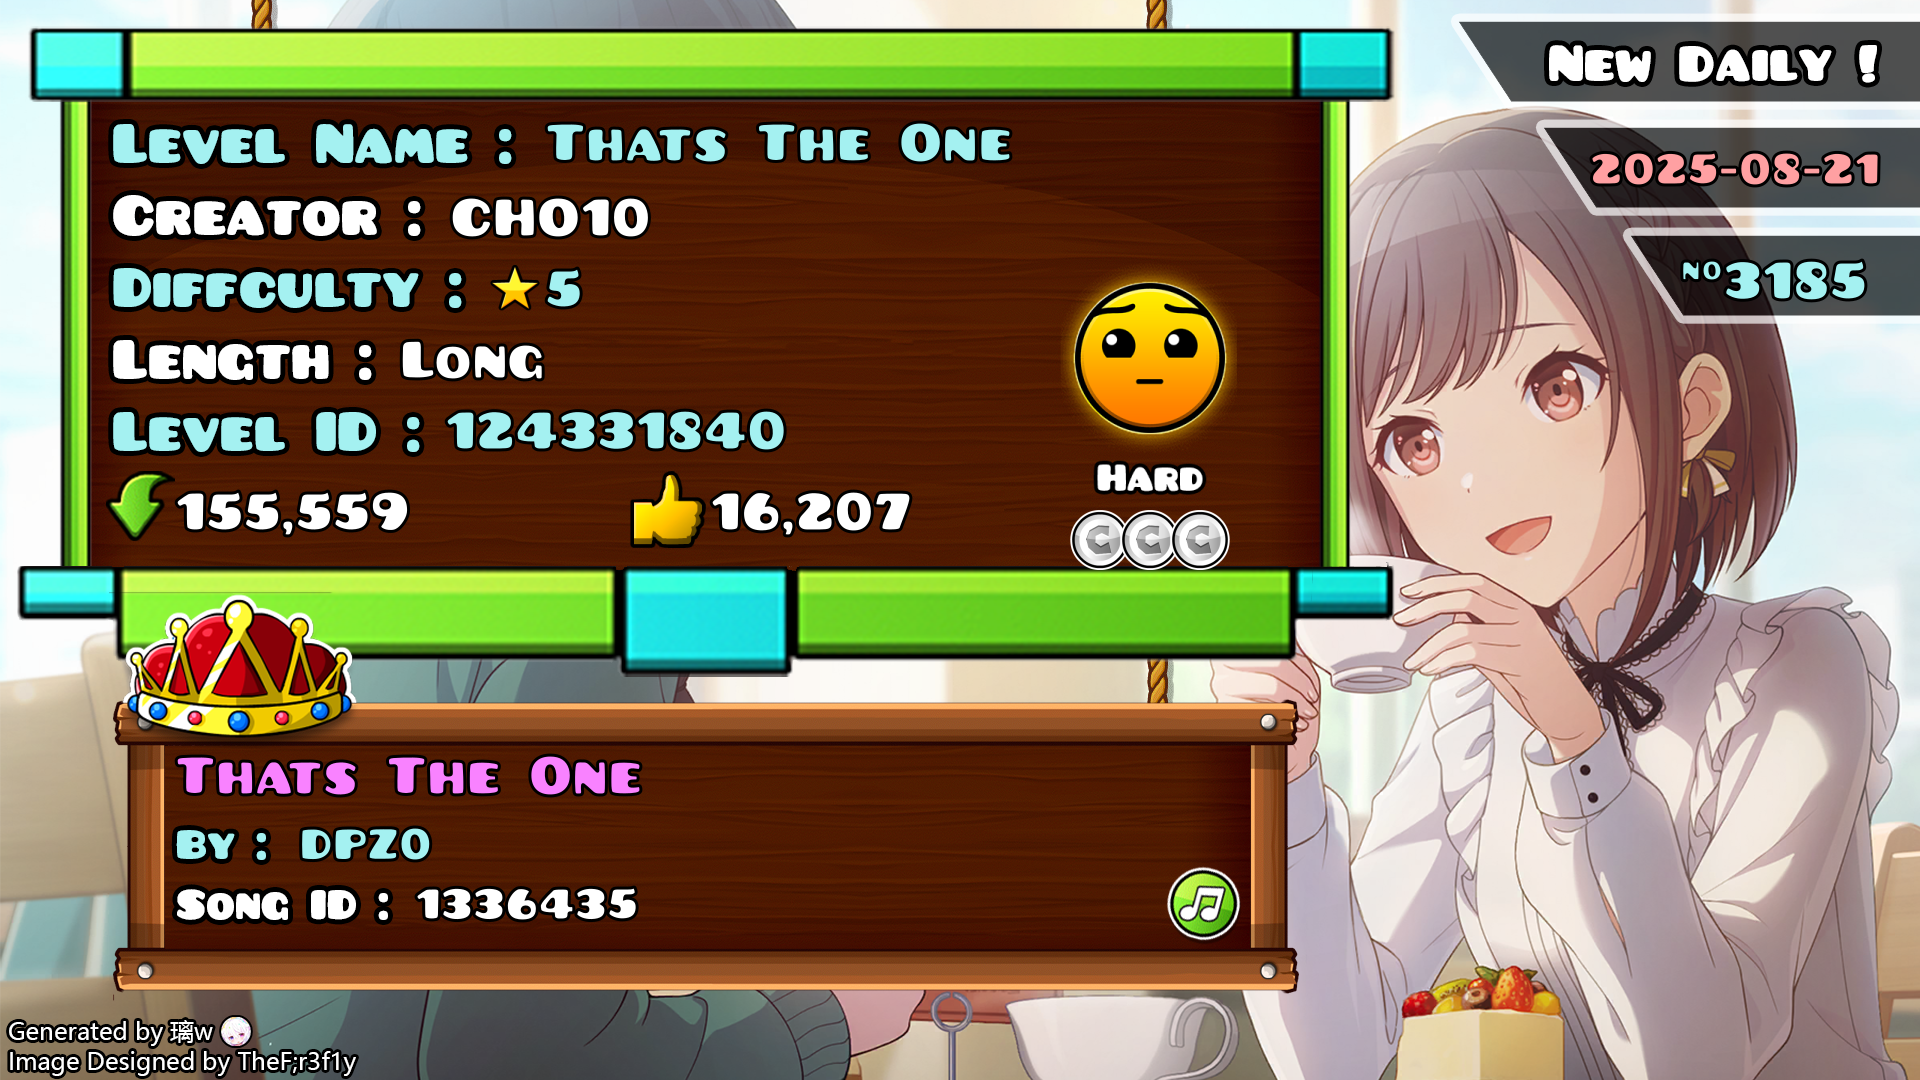 New Daily !
2025-08-21
No3185
Level Name : Thats The One
Creator : CHO10
Diffculty : 5
Length : Long
Level ID : 124331840
155,559
16,207
Hard
Thats The One
By : DPZO
Song ID : 1336435
Generated by 璃w
Image Designed by TheF;r3f1y